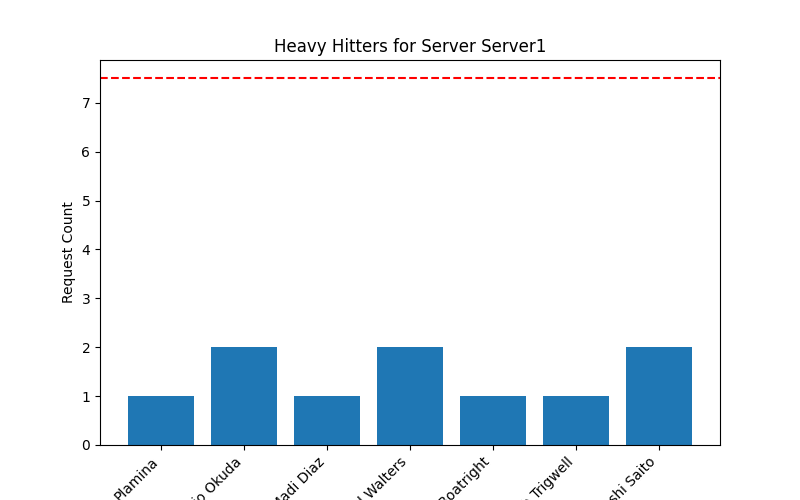 Heavy Hitters for Server Server1
Request Count
7
6
5
4
3
2
1
0
Plamina
Okuda
Madi Diaz
Walters
Boatright
Trigwell
Saito